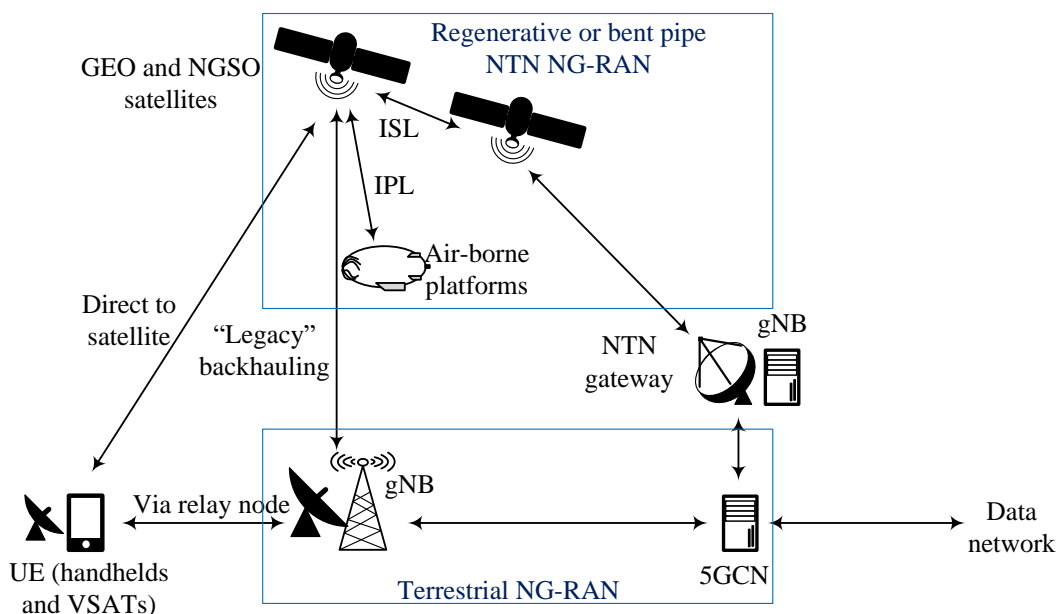 Regenerative or bent pipe
NTN NG-RAN
GEO and NGSO
satellites
ISL
IPL
Air-borne
platforms
Direct to
satellite
“Legacy”
backhauling
NTN
gateway
gNB
gNB
Via relay node
UE (handhelds
and VSATs)
5GCN
Data
network
Terrestrial NG-RAN